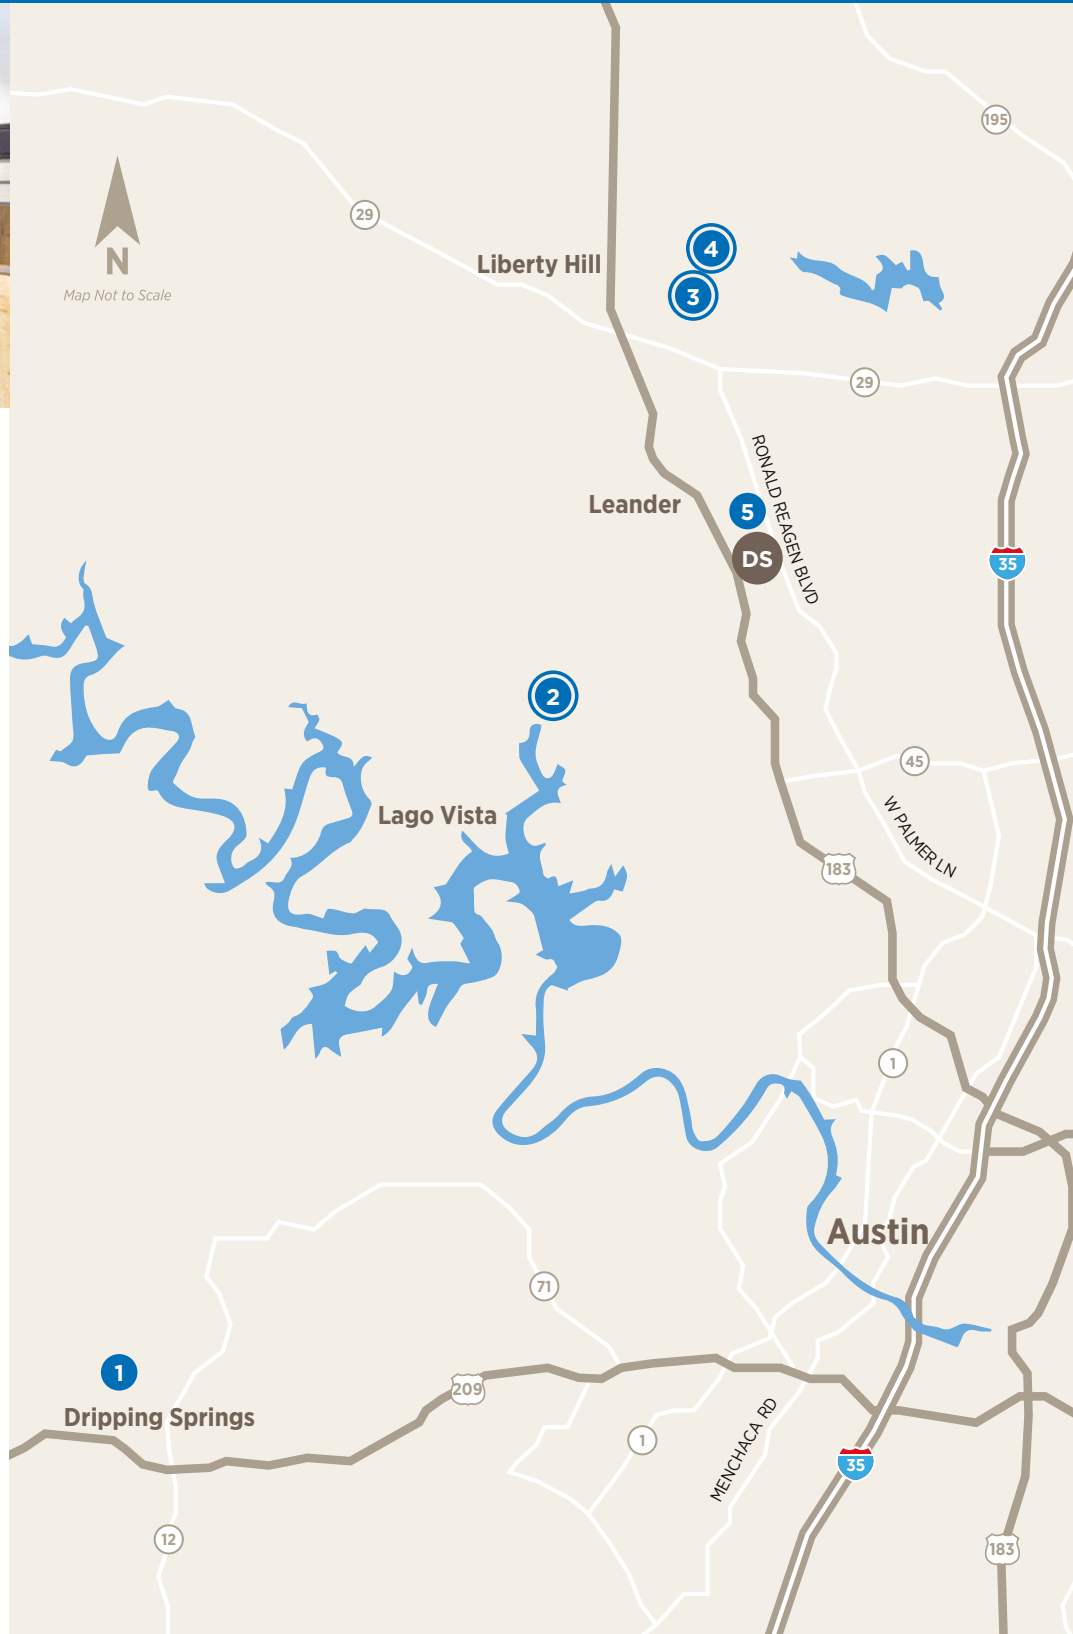 195
29
N
Map Not to Scale
Liberty Hill
4
3
29
RONALD REAGEN BLVD
Leander
5
DS
35
2
Lago Vista
45
W PALMER LN
183
1
Austin
71
1
Dripping Springs
209
1
MENCHACA RD
35
12
183